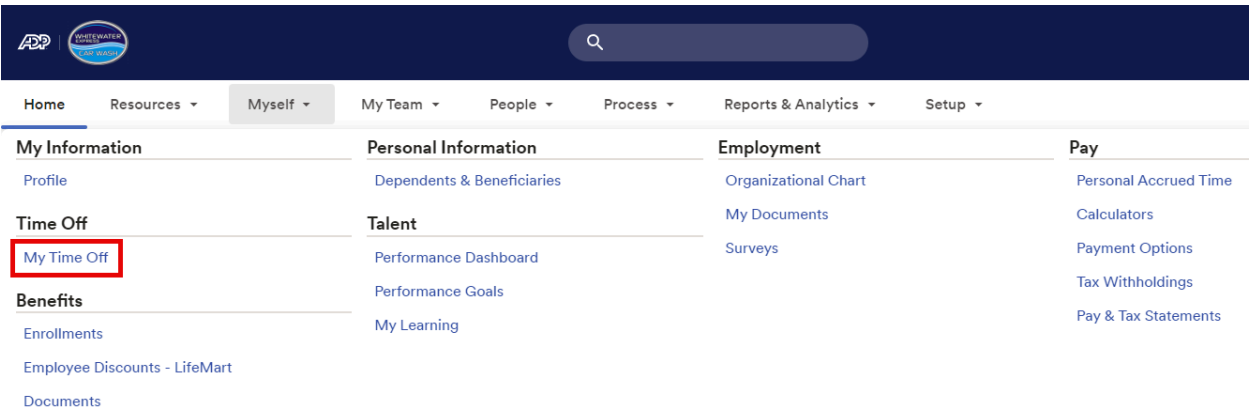 ADP
WHITEWATER
EXPRESS
CAR WASH
Home Resources Myself My Team People Process Reports & Analytics Setup
My Information
Profile
Time Off
My Time Off
Benefits
Enrollments
Employee Discounts - LifeMart
Documents
Personal Information
Dependents & Beneficiaries
Talent
Performance Dashboard
Performance Goals
My Learning
Employment
Organizational Chart
My Documents
Surveys
Pay
Personal Accrued Time
Calculators
Payment Options
Tax Withholdings
Pay & Tax Statements